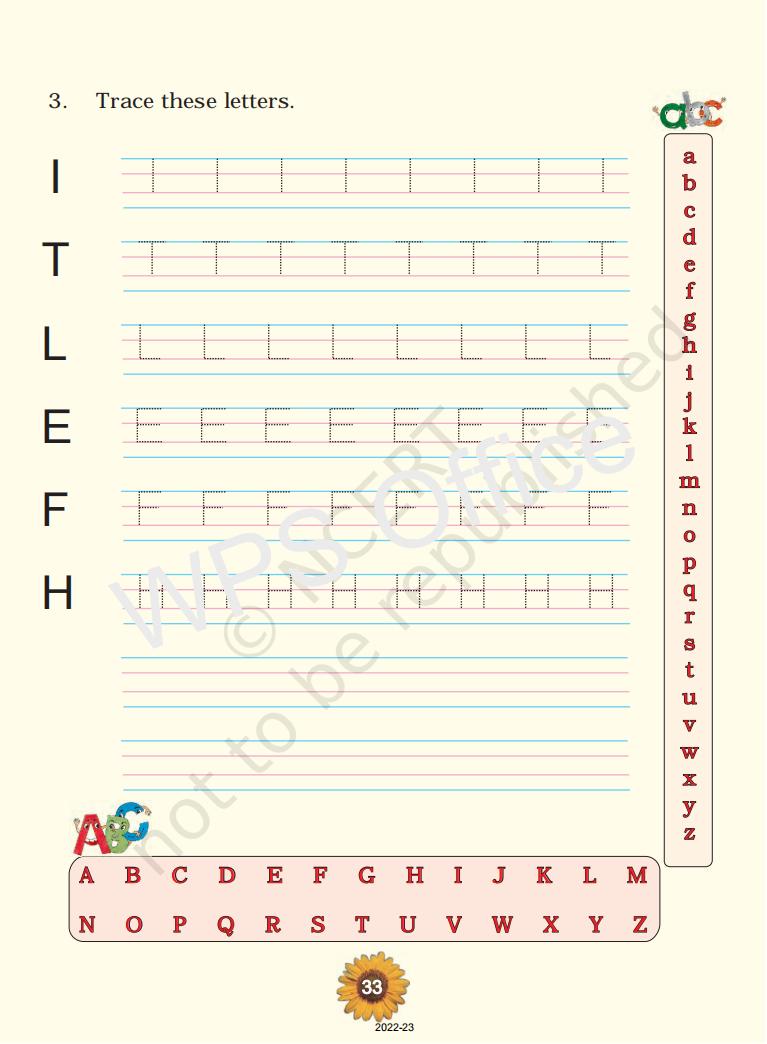 3. Trace these letters.
abc
I I I I I I I I I
T T T T T T T T T
L L L L L L L L L
E E E E E E E E E
F F F F F F F F F
H H H H H H H H H
© NCERT
not to be republished
WPS Office
a
b
c
d
e
f
g
h
i
j
k
l
m
n
o
p
q
r
s
t
u
v
w
x
y
z
ABC
A B C D E F G H I J K L M
N O P Q R S T U V W X Y Z
33
2022-23